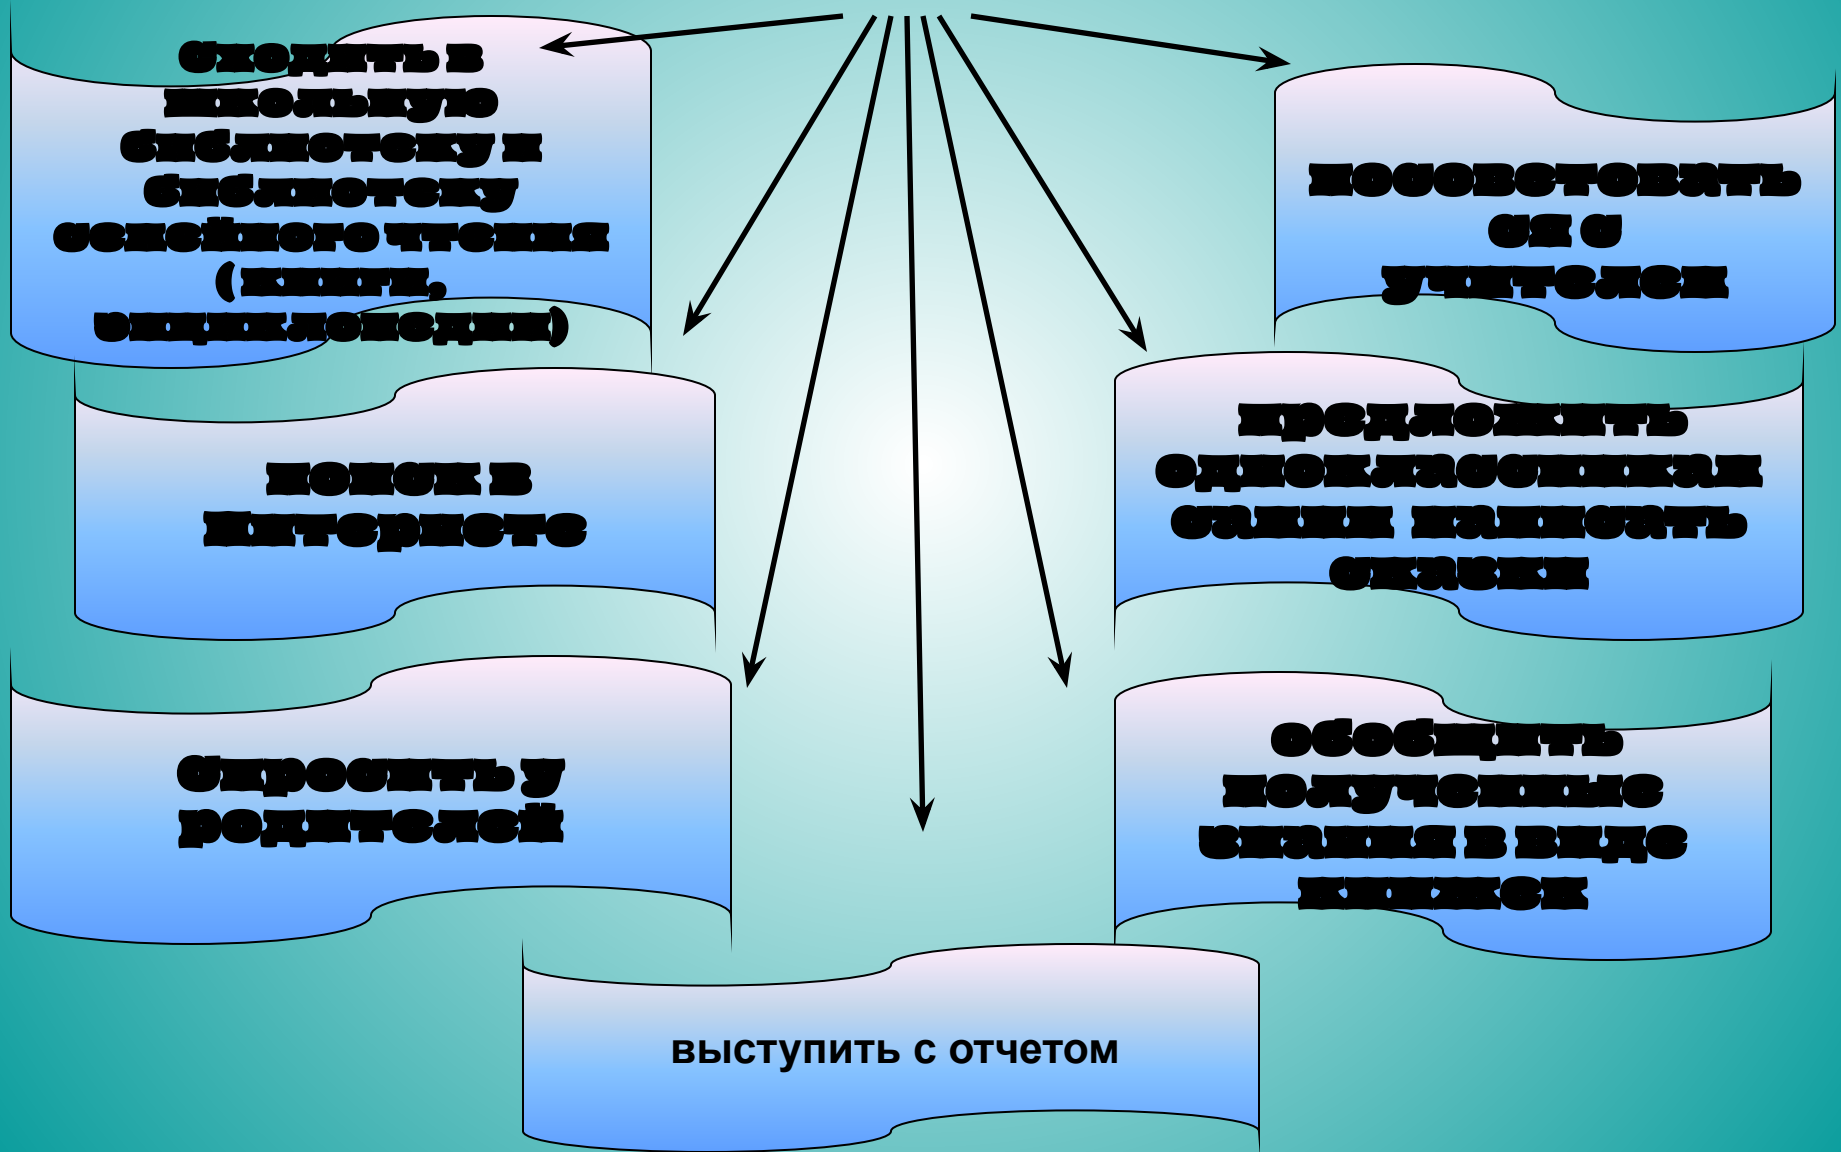 Сходить в
школьную
библиотеку и
библиотеку
семейного чтения
( книги,
энциклопедии)
посоветовать
ся с
учителем
поиск в
Интернете
предложить
одноклассникам
самим написать
сказки
Спросить у
родителей
обобщить
полученные
знания в виде
книжек
выступить с отчетом